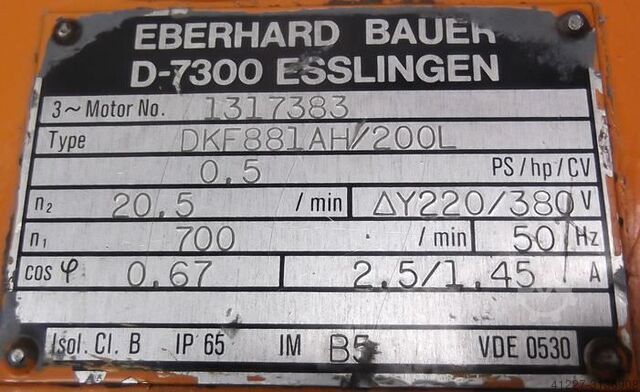 EBERHARD BAUER
D-7300 ESSLINGEN
3~ Motor No. 1317383
Type DKF881AH/200L
0.5 PS/hp/CV
n₂ 20.5 /min ΔY220/380 V
n₁ 700 /min 50 Hz
cos φ 0.67 2.5/1.45 A
Isol. Cl. B IP 65 IM B5 VDE 0530